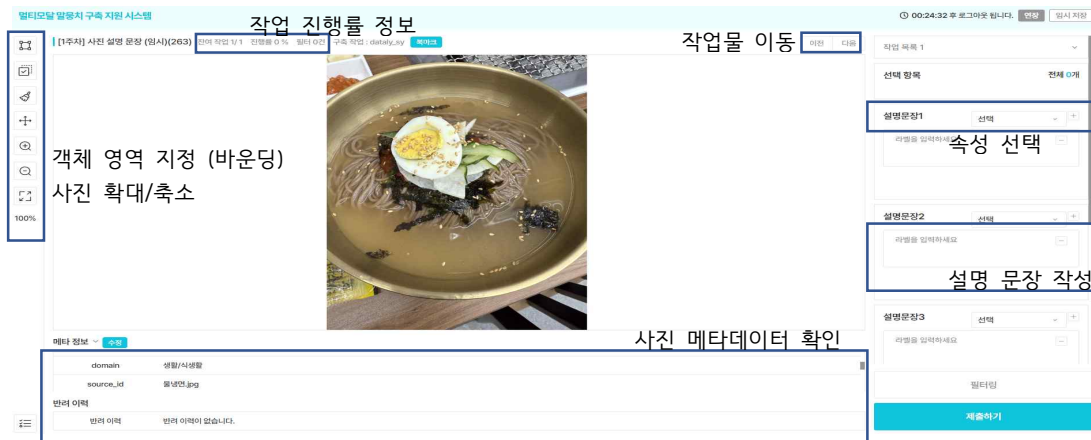 멀티모달 말뭉치 구축 지원 시스템
00:24:32 후 로그아웃 됩니다. 연장 임시 저장
작업 진행률 정보
[1주차] 사진 설명 문장 (임시)(263) 잔여 작업 1/1 진행률 0 % 필터 0건 구축 작업 : dataly_sy 북마크
작업물 이동
이전 다음
작업 목록 1
선택 항목 전체 0개
설명문장1 선택 +
라벨을 입력하세요
속성 선택
객체 영역 지정 (바운딩)
사진 확대/축소
100%
설명문장2 선택 +
라벨을 입력하세요
설명 문장 작성
설명문장3 선택 +
라벨을 입력하세요
사진 메타데이터 확인
메타 정보 수정
domain 생활/식생활
source_id 물냉면.jpg
반려 이력
반려 이력 반려 이력이 없습니다.
필터링
제출하기